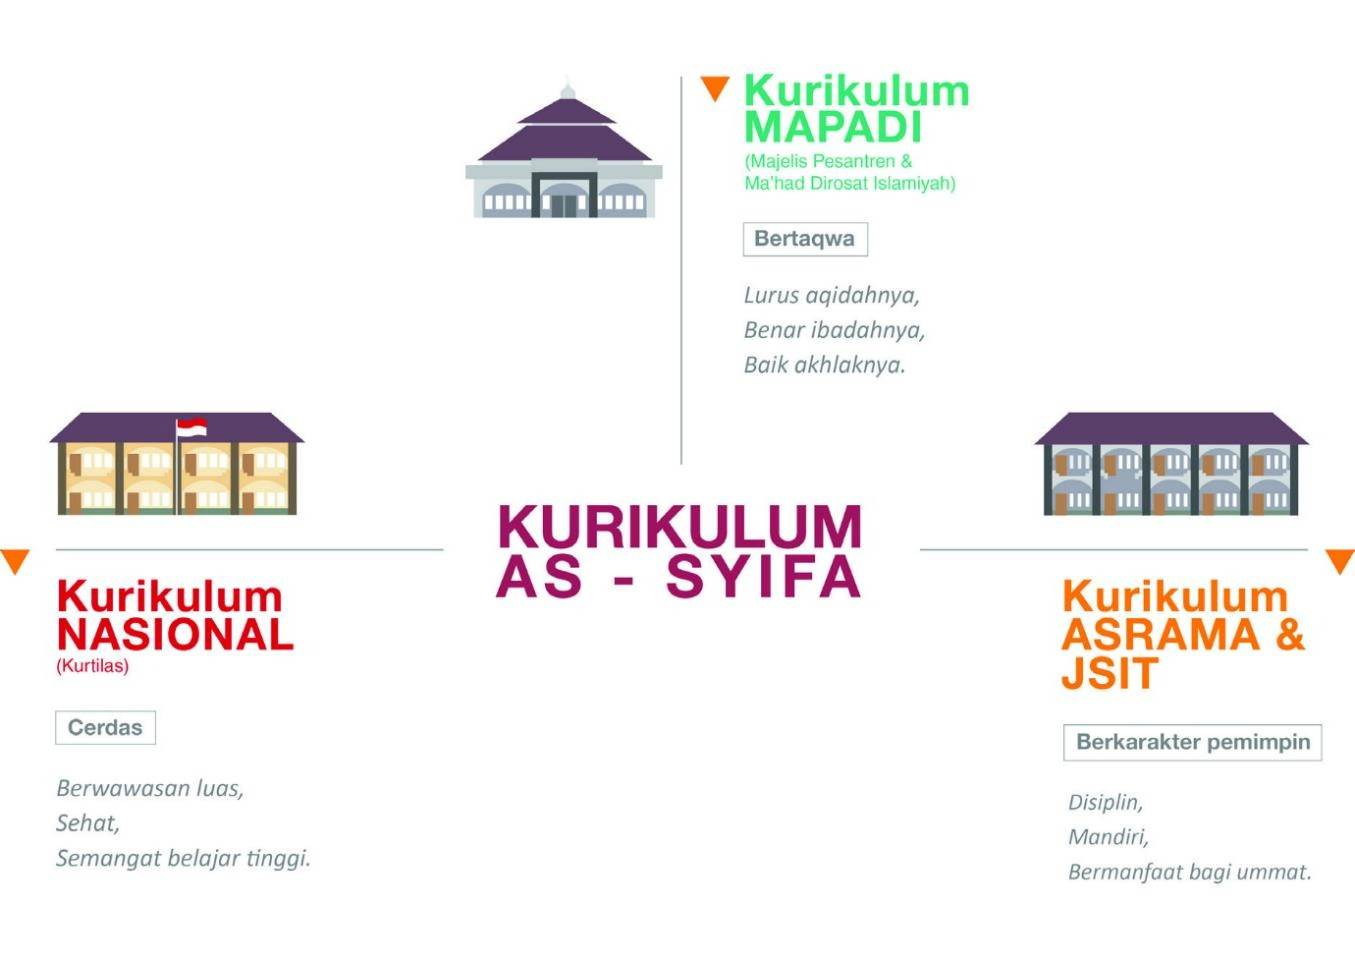 Kurikulum
MAPADI
(Majelis Pesantren &
Ma'had Dirosat Islamiyah)
Bertaqwa
Lurus aqidahnya,
Benar ibadahnya,
Baik akhlaknya.
KURIKULUM
AS - SYIFA
Kurikulum
NASIONAL
(Kurtilas)
Cerdas
Berwawasan luas,
Sehat,
Semangat belajar tinggi.
Kurikulum
ASRAMA &
JSIT
Berkarakter pemimpin
Disiplin,
Mandiri,
Bermanfaat bagi ummat.